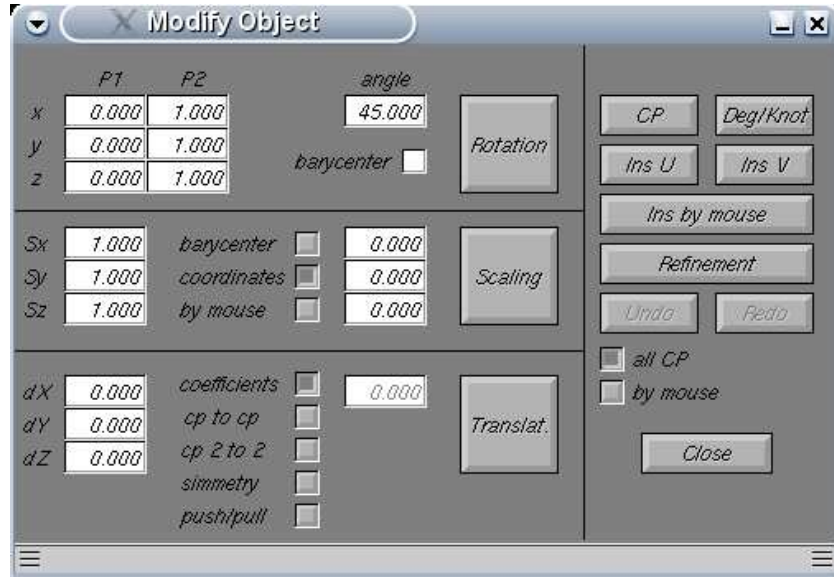 Modify Object
P1 P2 angle
x 0.000 1.000 45.000
y 0.000 1.000
z 0.000 1.000
barycenter
Rotation
Sx 1.000 barycenter 0.000
Sy 1.000 coordinates 0.000
Sz 1.000 by mouse 0.000
Scaling
dX 0.000 coefficients 0.000
dY 0.000 cp to cp
dZ 0.000 cp 2 to 2
simmetry
push/pull
Translat.
CP Deg/Knot
Ins U Ins V
Ins by mouse
Refinement
Undo Redo
all CP
by mouse
Close